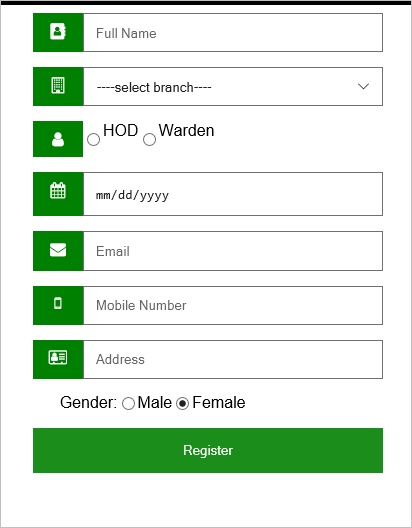 Full Name
----select branch----
HOD Warden
mm/dd/yyyy
Email
Mobile Number
Address
Gender: Male Female
Register